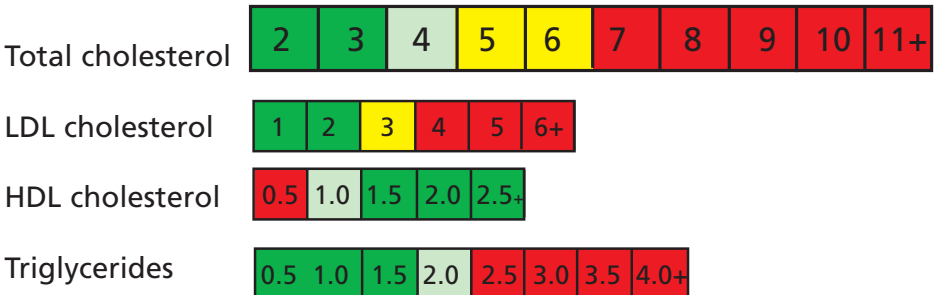 Total cholesterol 2 3 4 5 6 7 8 9 10 11+
LDL cholesterol 1 2 3 4 5 6+
HDL cholesterol 0.5 1.0 1.5 2.0 2.5+
Triglycerides 0.5 1.0 1.5 2.0 2.5 3.0 3.5 4.0+